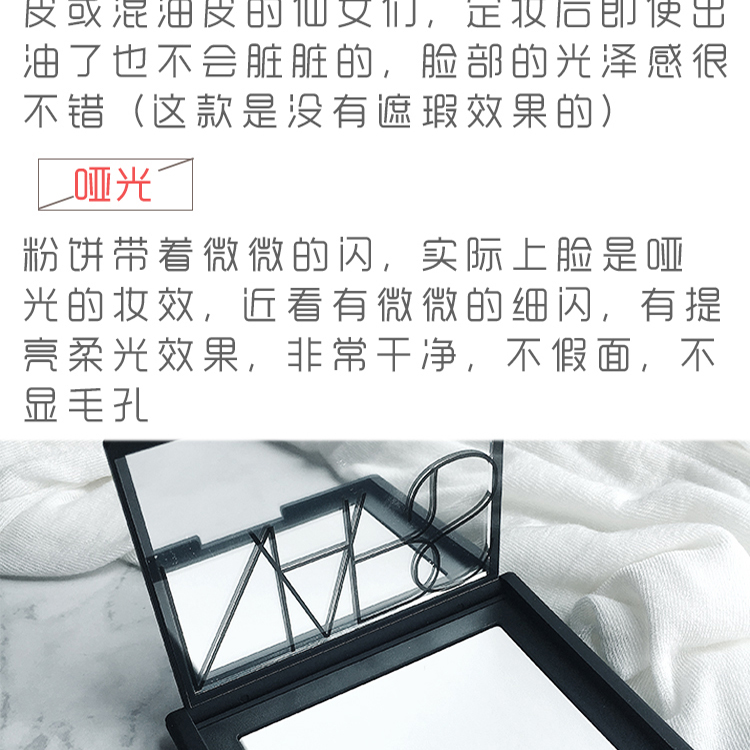 皮或混油皮的仙女们，定妆后即使出
油了也不会脏脏的，脸部的光泽感很
不错（这款是没有遮瑕效果的）
哑光
粉饼带着微微的闪，实际上脸是哑
光的妆效，近看有微微的细闪，有提
亮柔光效果，非常干净，不假面，不
显毛孔
NARS